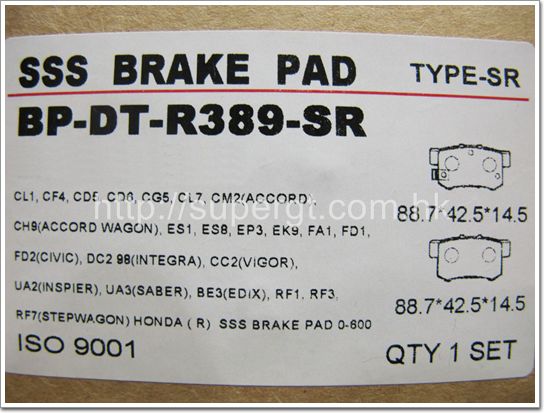 SSS BRAKE PAD TYPE-SR
BP-DT-R389-SR
CL1, CF4, CD5, CD6, CG5, CL7, CM2(ACCORD),
http://supergt.com.hk
88.7*42.5*14.5
CH9(ACCORD WAGON), ES1, ES8, EP3, EK9, FA1, FD1,
FD2(CIVIC), DC2 98(INTEGRA), CC2(VIGOR),
UA2(INSPIER), UA3(SABER), BE3(EDIX), RF1, RF3,
88.7*42.5*14.5
RF7(STEPWAGON) HONDA ( R ) SSS BRAKE PAD 0-600
ISO 9001 QTY 1 SET